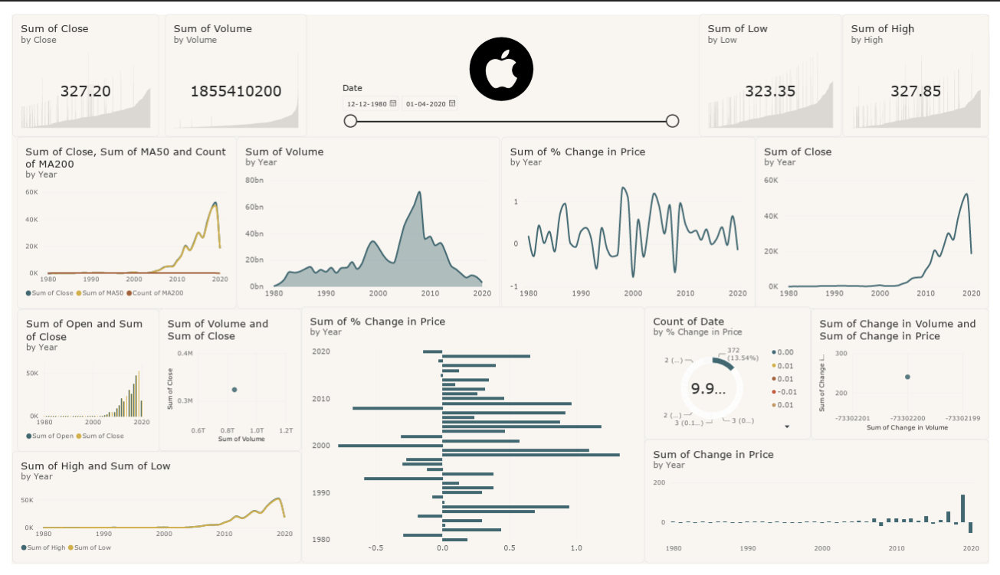 Sum of Close
by Close
327.20
Sum of Volume
by Volume
1855410200
Date
12-12-1980
01-04-2020
Sum of Low
by Low
323.35
Sum of High
by High
327.85
Sum of Close, Sum of MA50 and Count
of MA200
by Year
60K
40K
20K
0K
1980
1990
2000
2010
2020
Sum of Close
Sum of MA50
Count of MA200
Sum of Volume
by Year
80bn
60bn
40bn
20bn
0bn
1980
1990
2000
2010
2020
Sum of % Change in Price
by Year
1
0
-1
1980
1990
2000
2010
2020
Sum of Close
by Year
60K
40K
20K
0K
1980
1990
2000
2010
2020
Sum of Open and Sum
of Close
by Year
50K
0K
1980
2000
2020
Sum of Open
Sum of Close
Sum of Volume and
Sum of Close
0.4M
0.3M
Sum of Close
0.6T
0.8T
1.0T
1.2T
Sum of Volume
Sum of % Change in Price
by Year
2020
2010
2000
1990
1980
-0.5
0.0
0.5
1.0
Count of Date
by % Change in Price
372
(13.54%)
2 (...)
9.9...
2 (...)
3 (0.1...)
3 (0...)
0.00
0.01
0.01
-0.01
0.01
Sum of Change in Volume and
Sum of Change in Price
300
200
Sum of Change i...
-73302201
-73302200
-73302199
Sum of Change in Volume
Sum of High and Sum of Low
by Year
50K
0K
1980
1990
2000
2010
2020
Sum of High
Sum of Low
Sum of Change in Price
by Year
200
0
1980
1990
2000
2010
2020